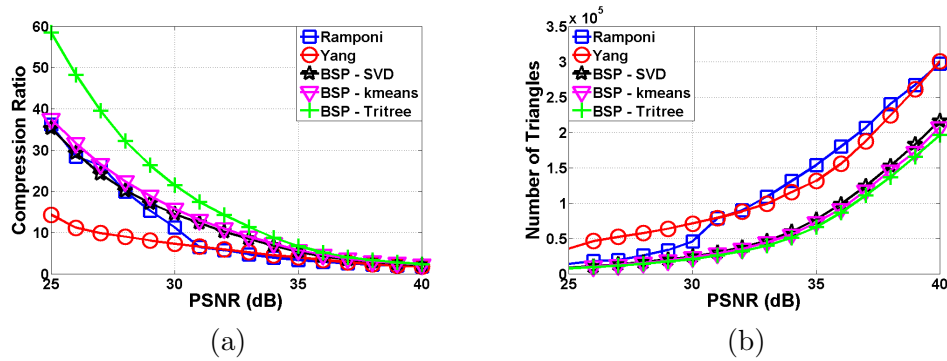 60
50
40
30
20
10
0
25
30
35
40
Compression Ratio
PSNR (dB)
Ramponi
Yang
BSP - SVD
BSP - kmeans
BSP - Tritree
(a)
3 x 10^5
2.5
2
1.5
1
0.5
0
25
30
35
40
Number of Triangles
PSNR (dB)
Ramponi
Yang
BSP - SVD
BSP - kmeans
BSP - Tritree
(b)